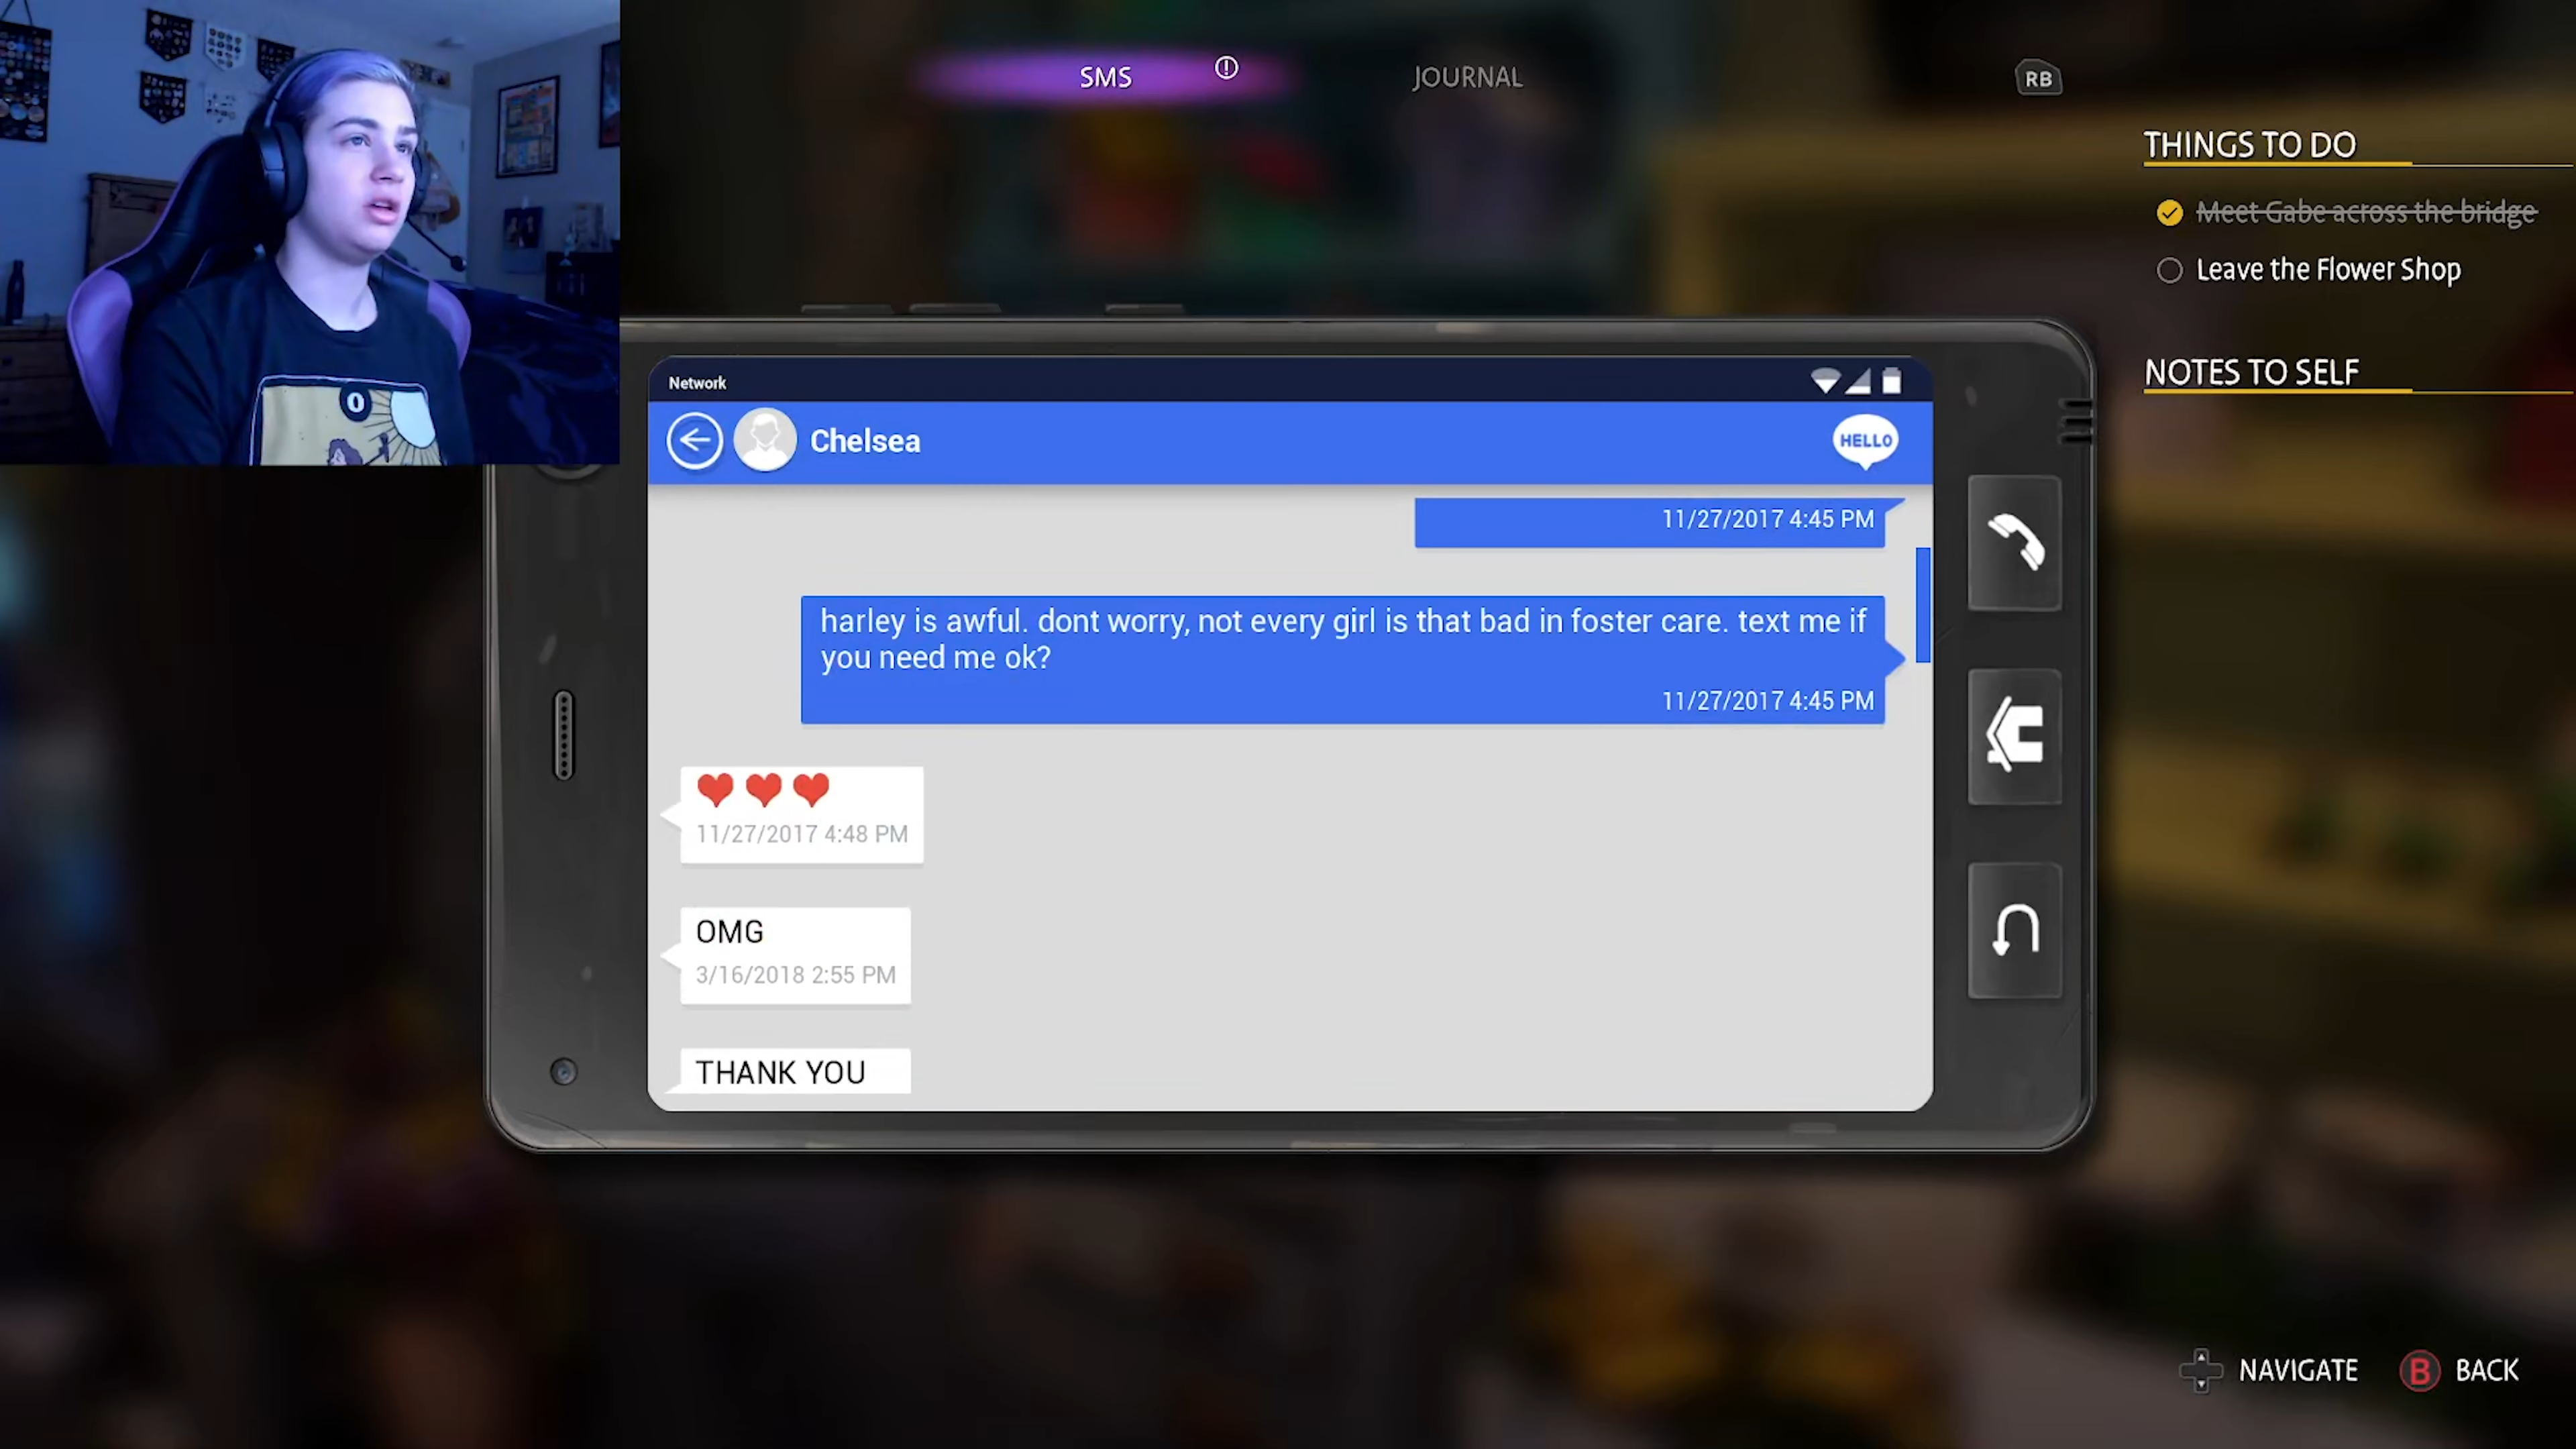 SMS
JOURNAL
RB
THINGS TO DO
Meet Gabe across the bridge
Leave the Flower Shop
NOTES TO SELF
Network
Chelsea
HELLO
11/27/2017 4:45 PM
harley is awful. dont worry, not every girl is that bad in foster care. text me if
you need me ok?
11/27/2017 4:45 PM
❤❤❤
11/27/2017 4:48 PM
OMG
3/16/2018 2:55 PM
THANK YOU
NAVIGATE
B BACK
0